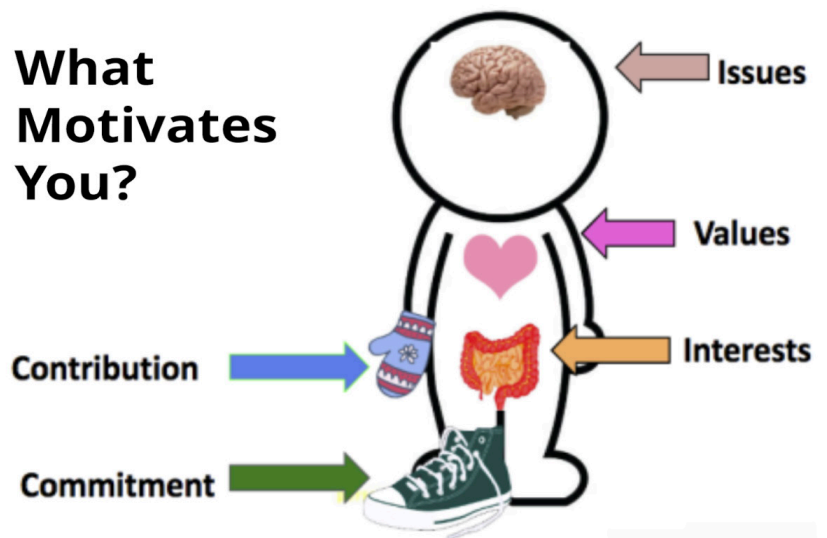 What
Motivates
You?
Issues
Values
Interests
Contribution
Commitment